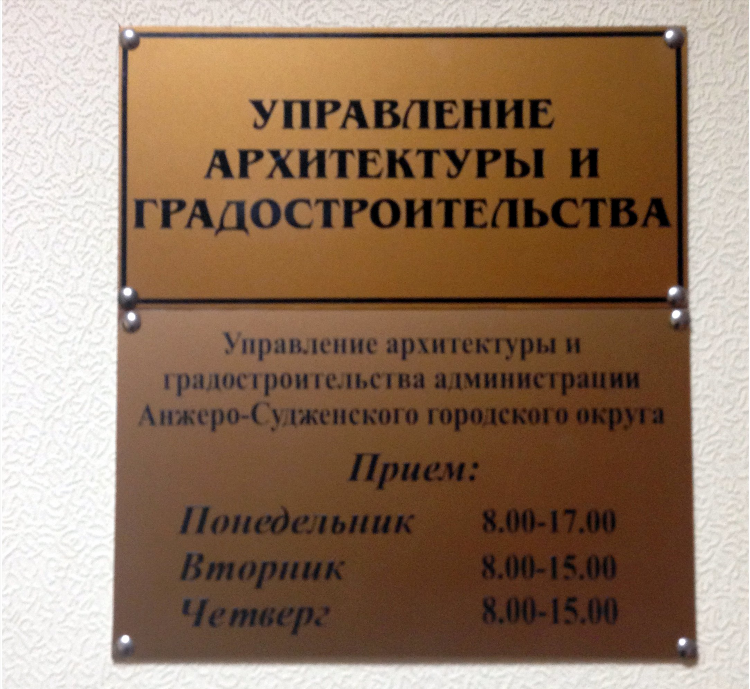 УПРАВЛЕНИЕ
АРХИТЕКТУРЫ И
ГРАДОСТРОИТЕЛЬСТВА
Управление архитектуры и
градостроительства администрации
Анжеро-Судженского городского округа
Прием:
Понедельник 8.00-17.00
Вторник 8.00-15.00
Четверг 8.00-15.00